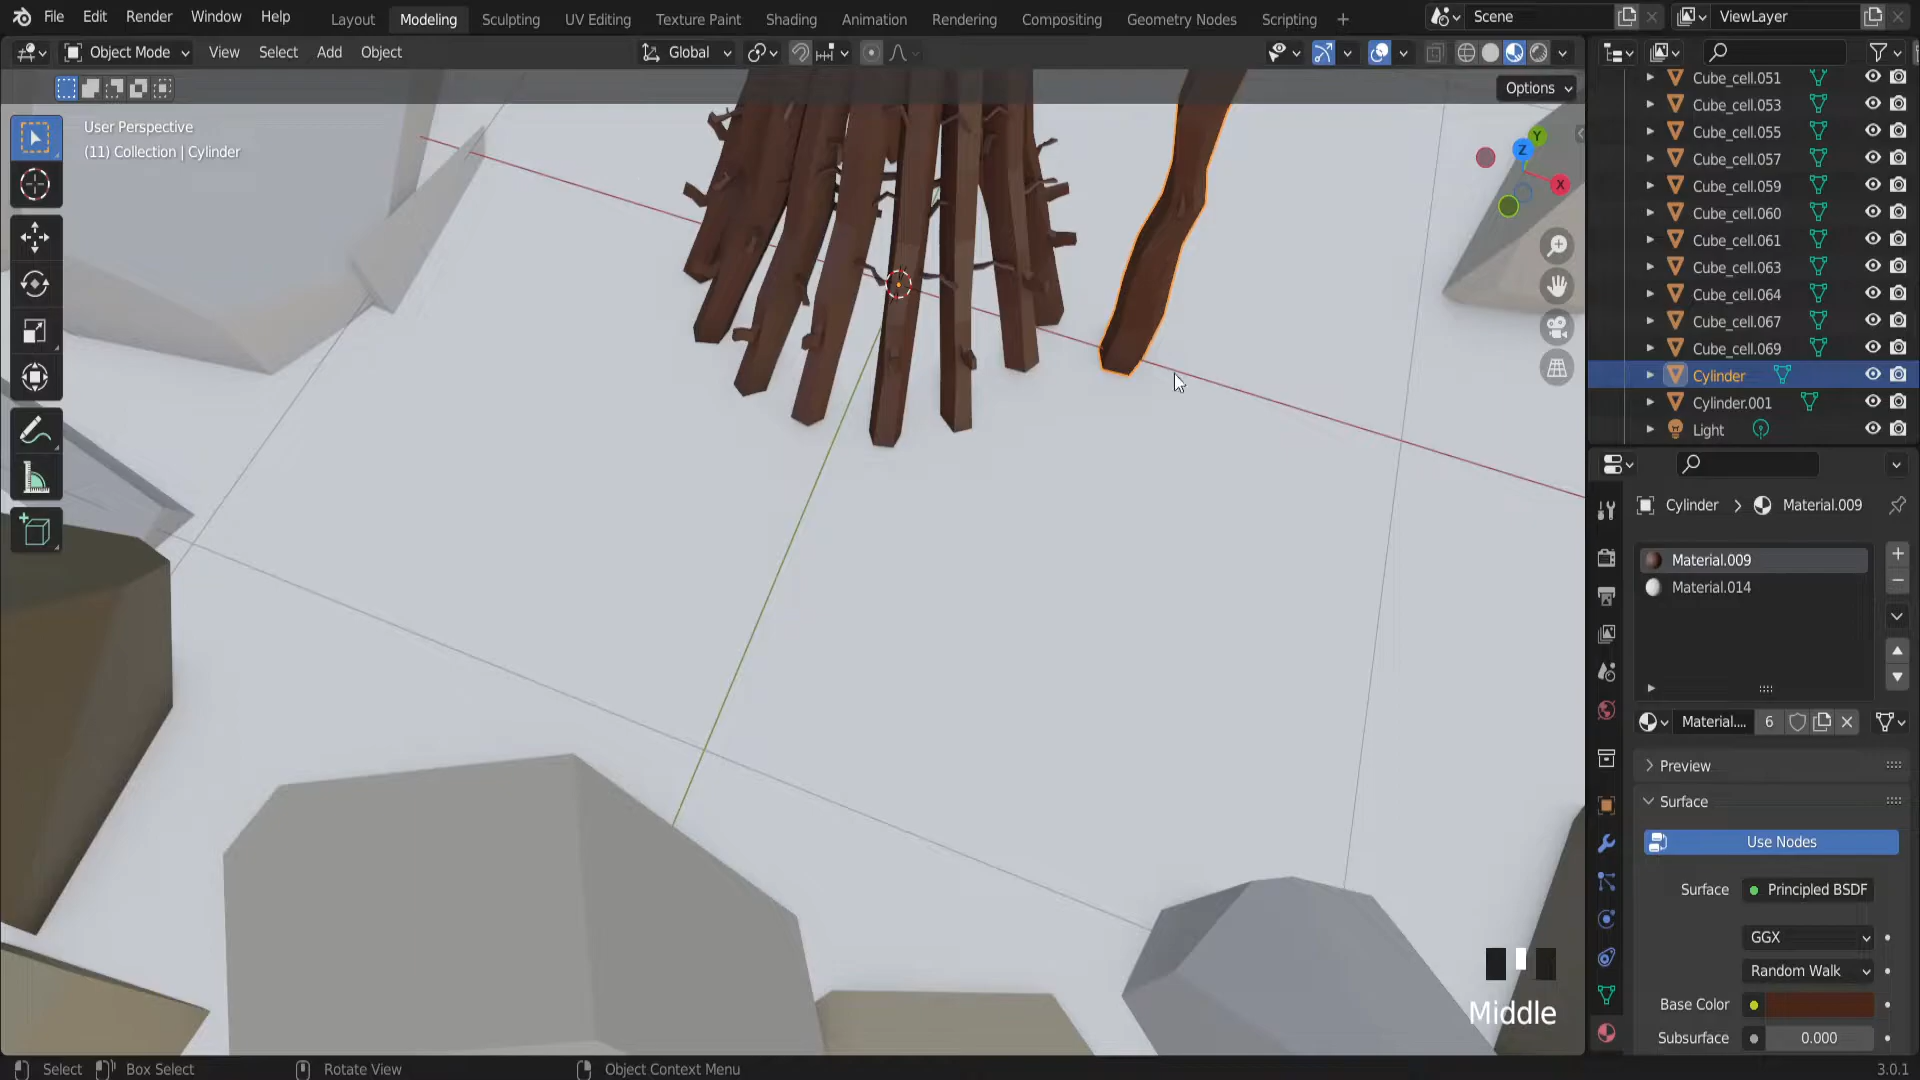 File Edit Render Window Help Layout Modeling Sculpting UV Editing Texture Paint Shading Animation Rendering Compositing Geometry Nodes Scripting + Scene ViewLayer
Object Mode View Select Add Object Global
Options
User Perspective
(11) Collection | Cylinder
Y
Z
X
Cube_cell.051
Cube_cell.053
Cube_cell.055
Cube_cell.057
Cube_cell.059
Cube_cell.060
Cube_cell.061
Cube_cell.063
Cube_cell.064
Cube_cell.067
Cube_cell.069
Cylinder
Cylinder.001
Light
Cylinder > Material.009
Material.009
Material.014
Material.... 6
Preview
Surface
Use Nodes
Surface Principled BSDF
GGX
Random Walk
Base Color
Subsurface 0.000
Middle
Select Box Select Rotate View Object Context Menu 3.0.1